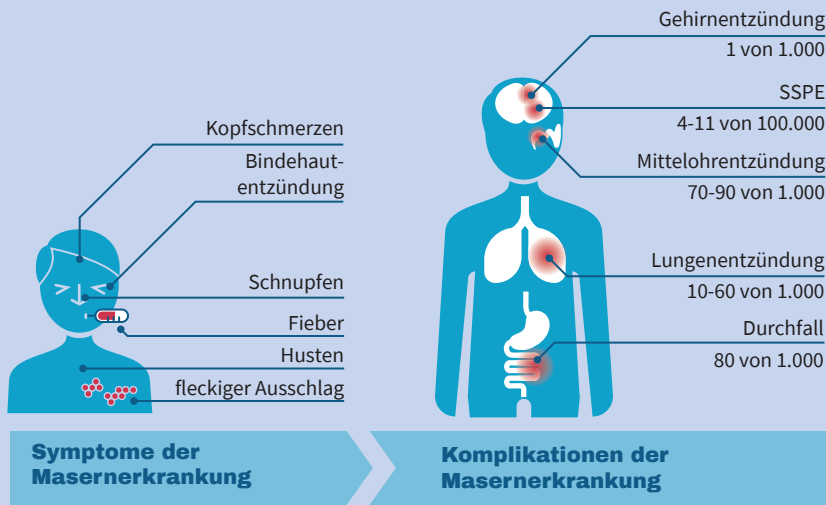 Kopfschmerzen
Bindehaut-
entzündung
Schnupfen
Fieber
Husten
fleckiger Ausschlag
Symptome der
Masernerkrankung
Gehirnentzündung
1 von 1.000
SSPE
4-11 von 100.000
Mittelohrentzündung
70-90 von 1.000
Lungenentzündung
10-60 von 1.000
Durchfall
80 von 1.000
Komplikationen der
Masernerkrankung